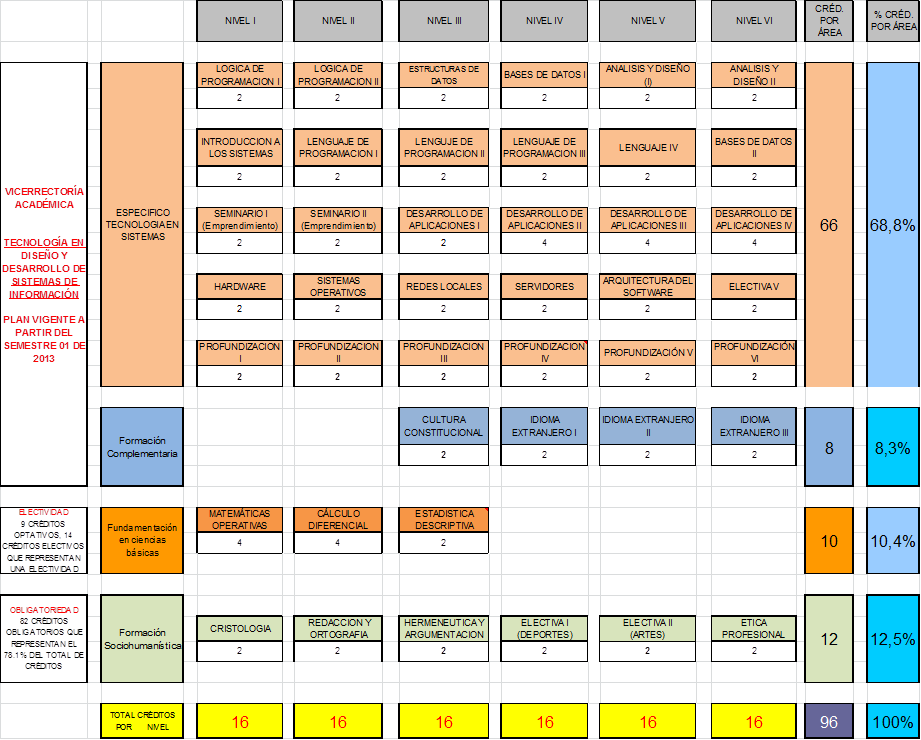 NIVEL I
NIVEL II
NIVEL III
NIVEL IV
NIVEL V
NIVEL VI
CRÉD.
POR
ÁREA
% CRÉD.
POR ÁREA
VICERRECTORÍA
ACADÉMICA
TECNOLOGÍA EN
DISEÑO Y
DESARROLLO DE
SISTEMAS DE
INFORMACIÓN
PLAN VIGENTE A
PARTIR DEL
SEMESTRE 01 DE
2013
ESPECIFICO
TECNOLOGIA EN
SISTEMAS
LOGICA DE
PROGRAMACION I
2
LOGICA DE
PROGRAMACION II
2
ESTRUCTURAS DE
DATOS
2
BASES DE DATOS I
2
ANALISIS Y DISEÑO
(I)
2
ANALISIS Y
DISEÑO II
2
INTRODUCCION A
LOS SISTEMAS
2
LENGUAJE DE
PROGRAMACION I
2
LENGUJE DE
PROGRAMACION II
2
LENGUJE DE
PROGRAMACION III
2
LENGUAJE IV
2
BASES DE DATOS
II
2
SEMINARIO I
(Emprendimiento)
2
SEMINARIO II
(Emprendimiento)
2
DESARROLLO DE
APLICACIONES I
2
DESARROLLO DE
APLICACIONES II
4
DESARROLLO DE
APLICACIONES III
4
DESARROLLO DE
APLICACIONES IV
4
HARDWARE
2
SISTEMAS
OPERATIVOS
2
REDES LOCALES
2
SERVIDORES
2
ARQUITECTURA DEL
SOFTWARE
2
ELECTIVA V
2
PROFUNDIZACION
I
2
PROFUNDIZACION
II
2
PROFUNDIZACION
III
2
PROFUNDIZACION
IV
2
PROFUNDIZACIÓN V
2
PROFUNDIZACIÓN
VI
2
66
68,8%
Formación
Complementaria
CULTURA
CONSTITUCIONAL
2
IDIOMA
EXTRANJERO I
2
IDIOMA EXTRANJERO
II
2
IDIOMA
EXTRANJERO III
2
8
8,3%
ELECTIVIDAD
9 CRÉDITOS
OPTATIVOS, 14
CRÉDITOS ELECTIVOS
QUE REPRESENTAN
UNA ELECTIVIDAD
Fundamentación
en ciencias
básicas
MATEMÁTICAS
OPERATIVAS
4
CÁLCULO
DIFERENCIAL
4
ESTADISTICA
DESCRIPTIVA
2
10
10,4%
OBLIGATOREDAD
82 CRÉDITOS
OBLIGATORIOS QUE
REPRESENTAN EL
78.1% DEL TOTAL DE
CRÉDITOS
Formación
Sociohumanística
CRISTOLOGIA
2
REDACCION Y
ORTOGRAFIA
2
HERMENEUTICA Y
ARGUMENTACION
2
ELECTIVA I
(DEPORTES)
2
ELECTIVA II
(ARTES)
2
ETICA
PROFESIONAL
2
12
12,5%
TOTAL CRÉDITOS
POR NIVEL
16
16
16
16
16
16
96
100%